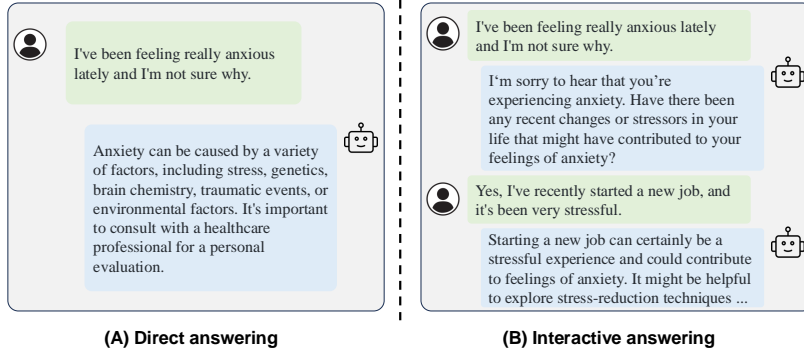 I've been feeling really anxious
lately and I'm not sure why.
Anxiety can be caused by a variety
of factors, including stress, genetics,
brain chemistry, traumatic events, or
environmental factors. It's important
to consult with a healthcare
professional for a personal
evaluation.
(A) Direct answering
I've been feeling really anxious
lately and I'm not sure why.
I‘m sorry to hear that you’re
experiencing anxiety. Have there been
any recent changes or stressors in your
life that might have contributed to your
feelings of anxiety?
Yes, I've recently started a new job, and
it's been very stressful.
Starting a new job can certainly be a
stressful experience and could contribute
to feelings of anxiety. It might be helpful
to explore stress-reduction techniques ...
(B) Interactive answering